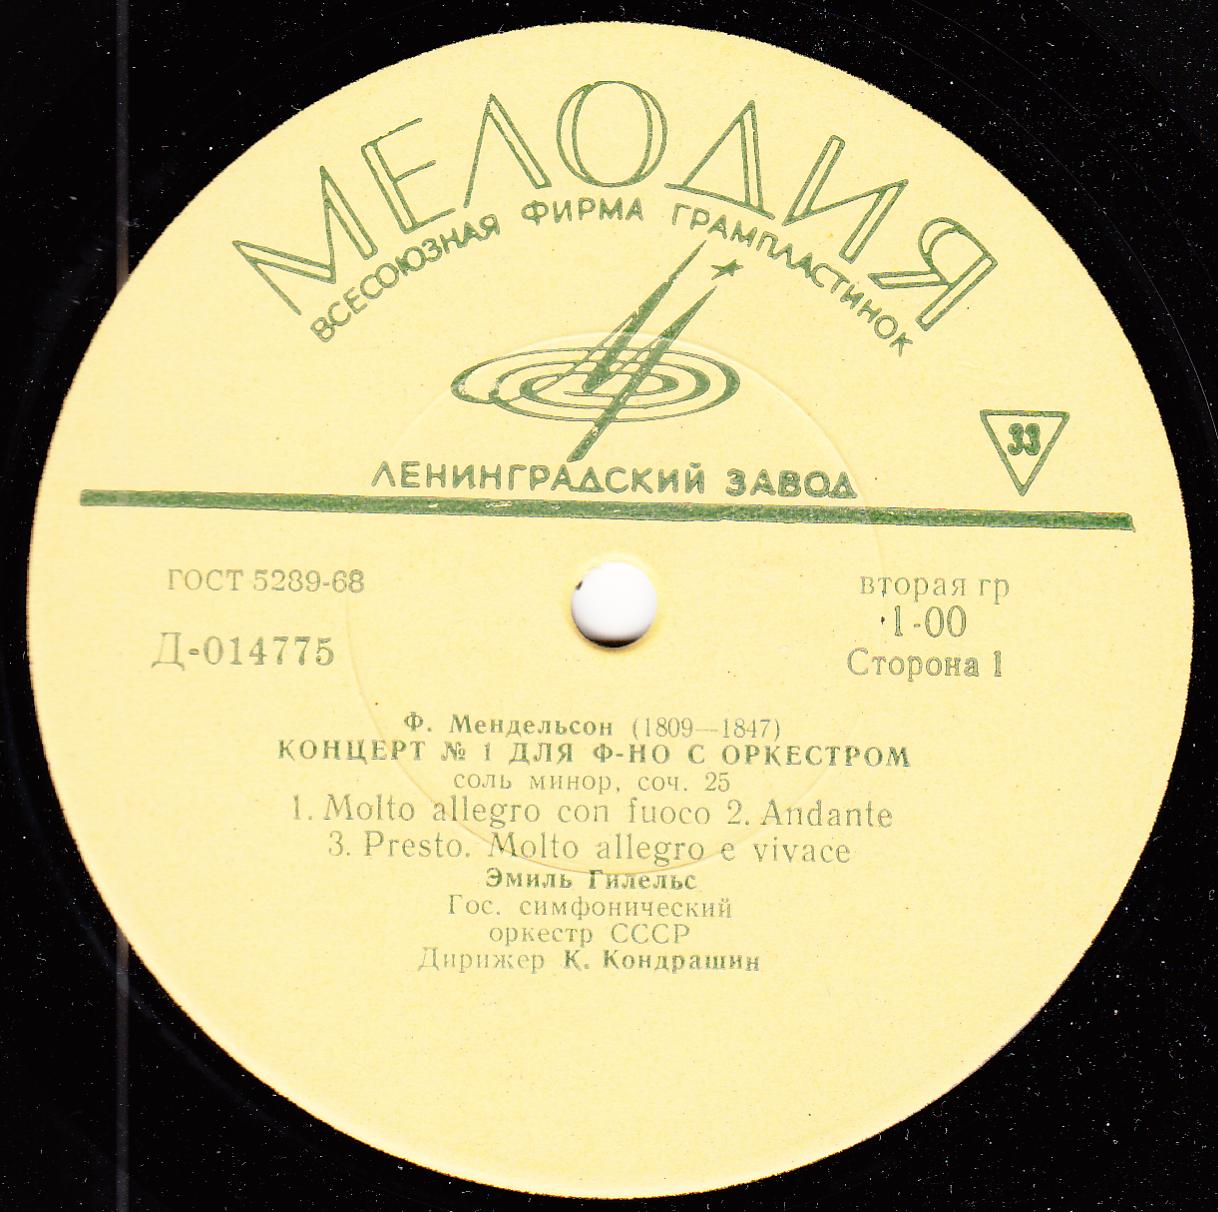 МЕЛОДИЯ
ВСЕСОЮЗНАЯ ФИРМА ГРАМПЛАСТИНОК
33
ЛЕНИНГРАДСКИЙ ЗАВОД
ГОСТ 5289-68
вторая гр
1-00
Д-014775
Сторона 1
Ф. Мендельсон (1809—1847)
КОНЦЕРТ № 1 ДЛЯ Ф-НО С ОРКЕСТРОМ
соль минор, соч. 25
1. Molto allegro con fuoco 2. Andante
3. Presto. Molto allegro e vivace
Эмиль Гилельс
Гос. симфонический
оркестр СССР
Дирижер К. Кондрашин